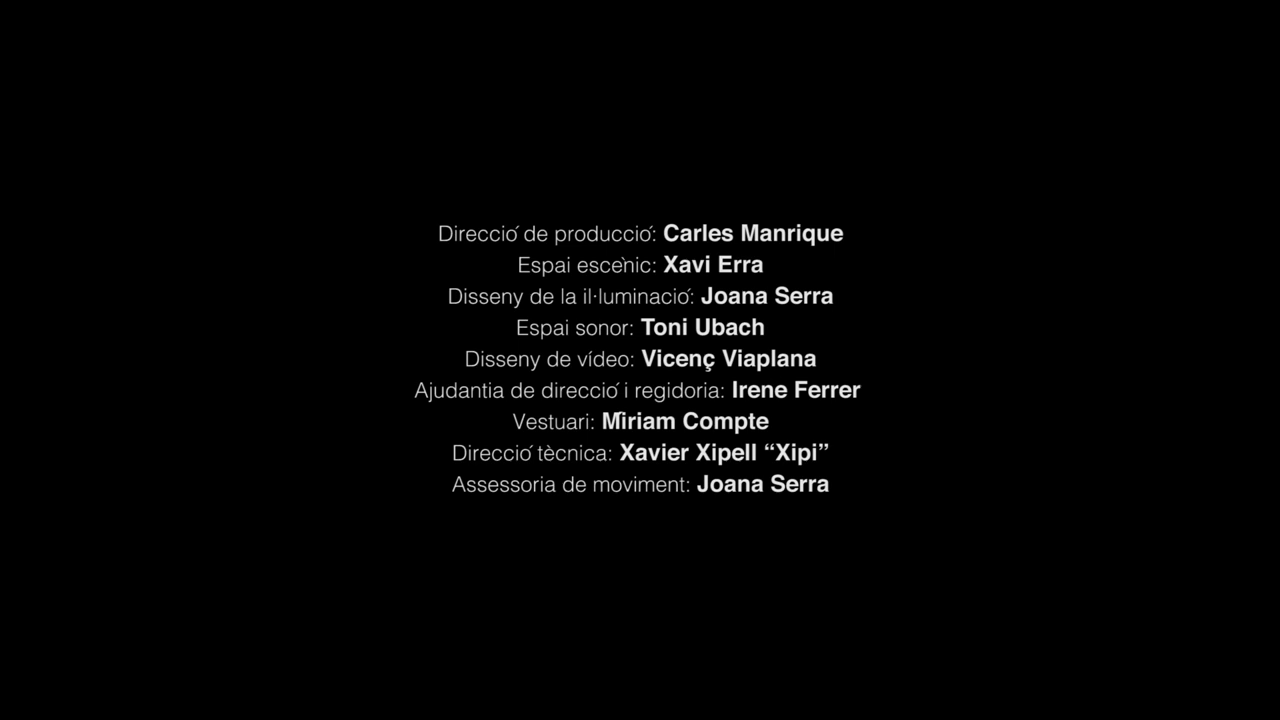 Direcció de producció: Carles Manrique
Espai escènic: Xavi Erra
Disseny de la il·luminació: Joana Serra
Espai sonor: Toni Ubach
Disseny de vídeo: Vicenç Viaplana
Ajudantia de direcció i regidoria: Irene Ferrer
Vestuari: Míriam Compte
Direcció tècnica: Xavier Xipell “Xipi”
Assessoria de moviment: Joana Serra